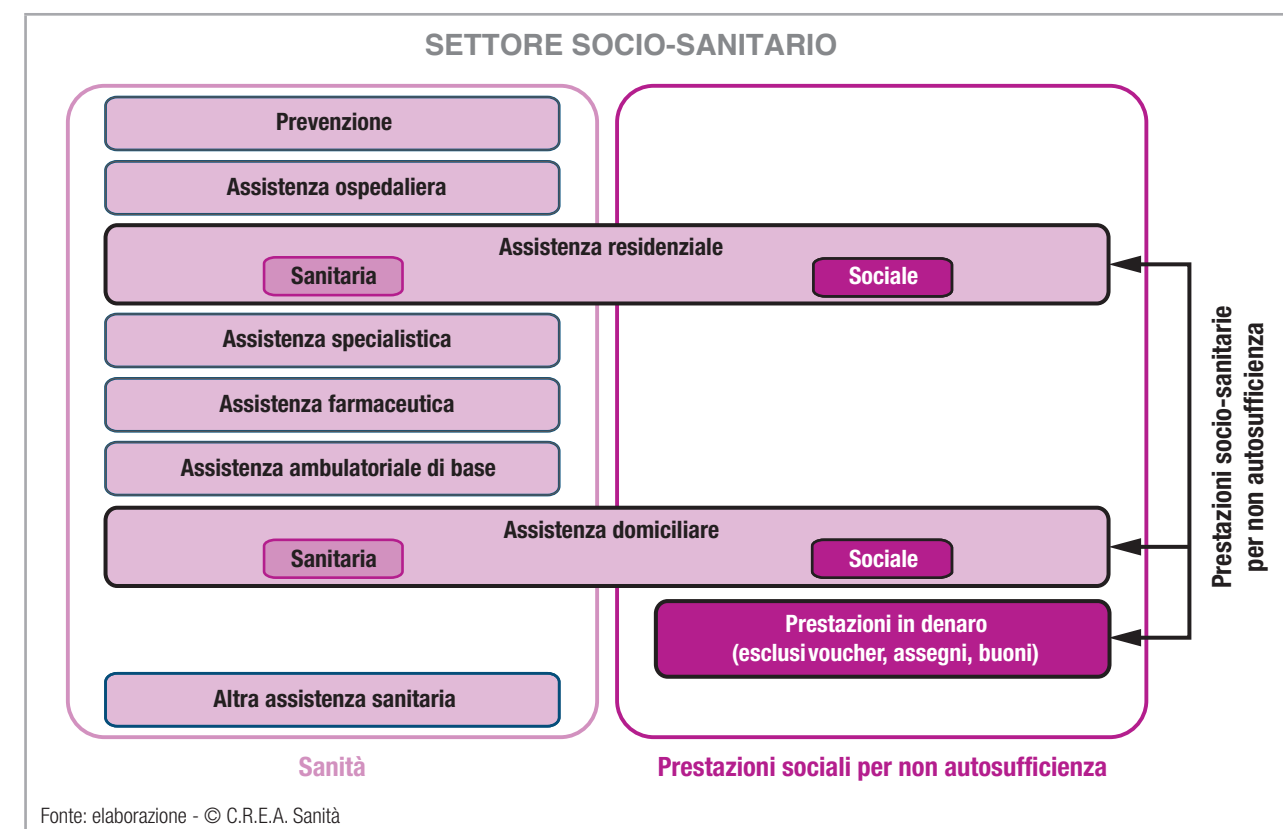 SETTORE SOCIO-SANITARIO
Prevenzione
Assistenza ospedaliera
Assistenza residenziale
Sanitaria
Sociale
Assistenza specialistica
Assistenza farmaceutica
Assistenza ambulatoriale di base
Assistenza domiciliare
Sanitaria
Sociale
Prestazioni in denaro
(esclusi voucher, assegni, buoni)
Altra assistenza sanitaria
Prestazioni socio-sanitarie
per non autosufficienza
Sanità
Prestazioni sociali per non autosufficienza
Fonte: elaborazione - © C.R.E.A. Sanità